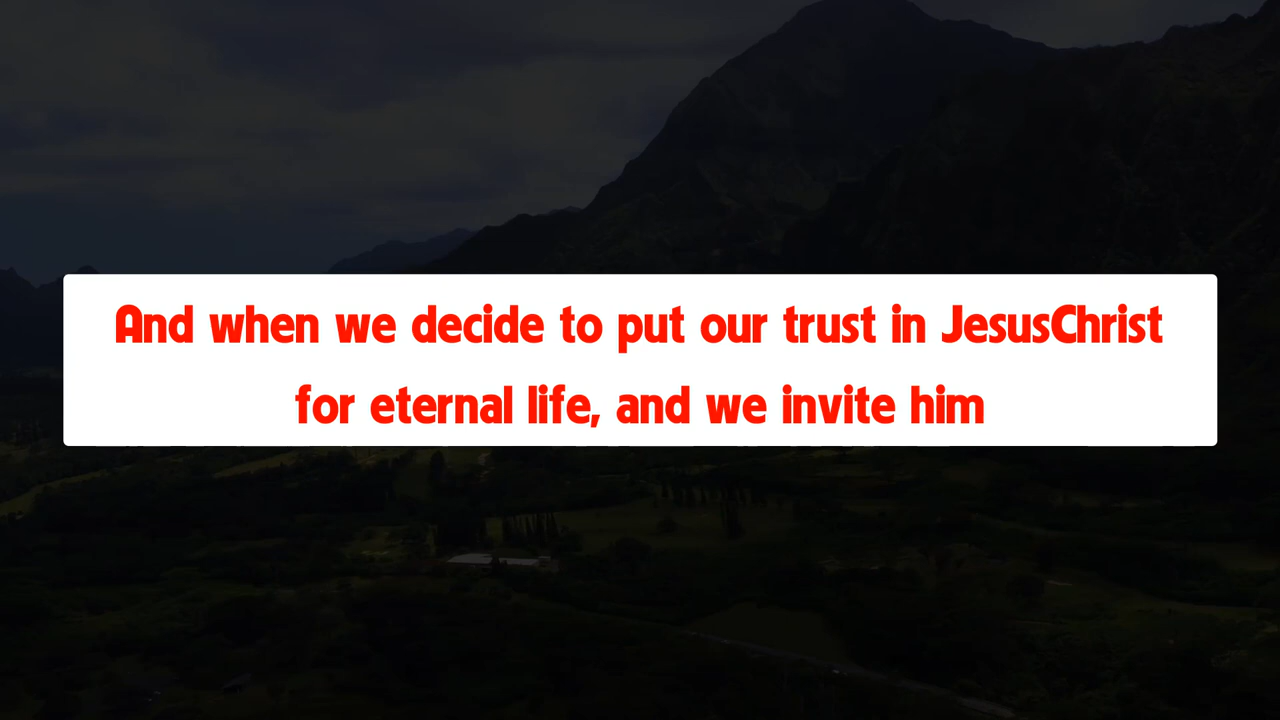 And when we decide to put our trust in JesusChrist
for eternal life, and we invite him